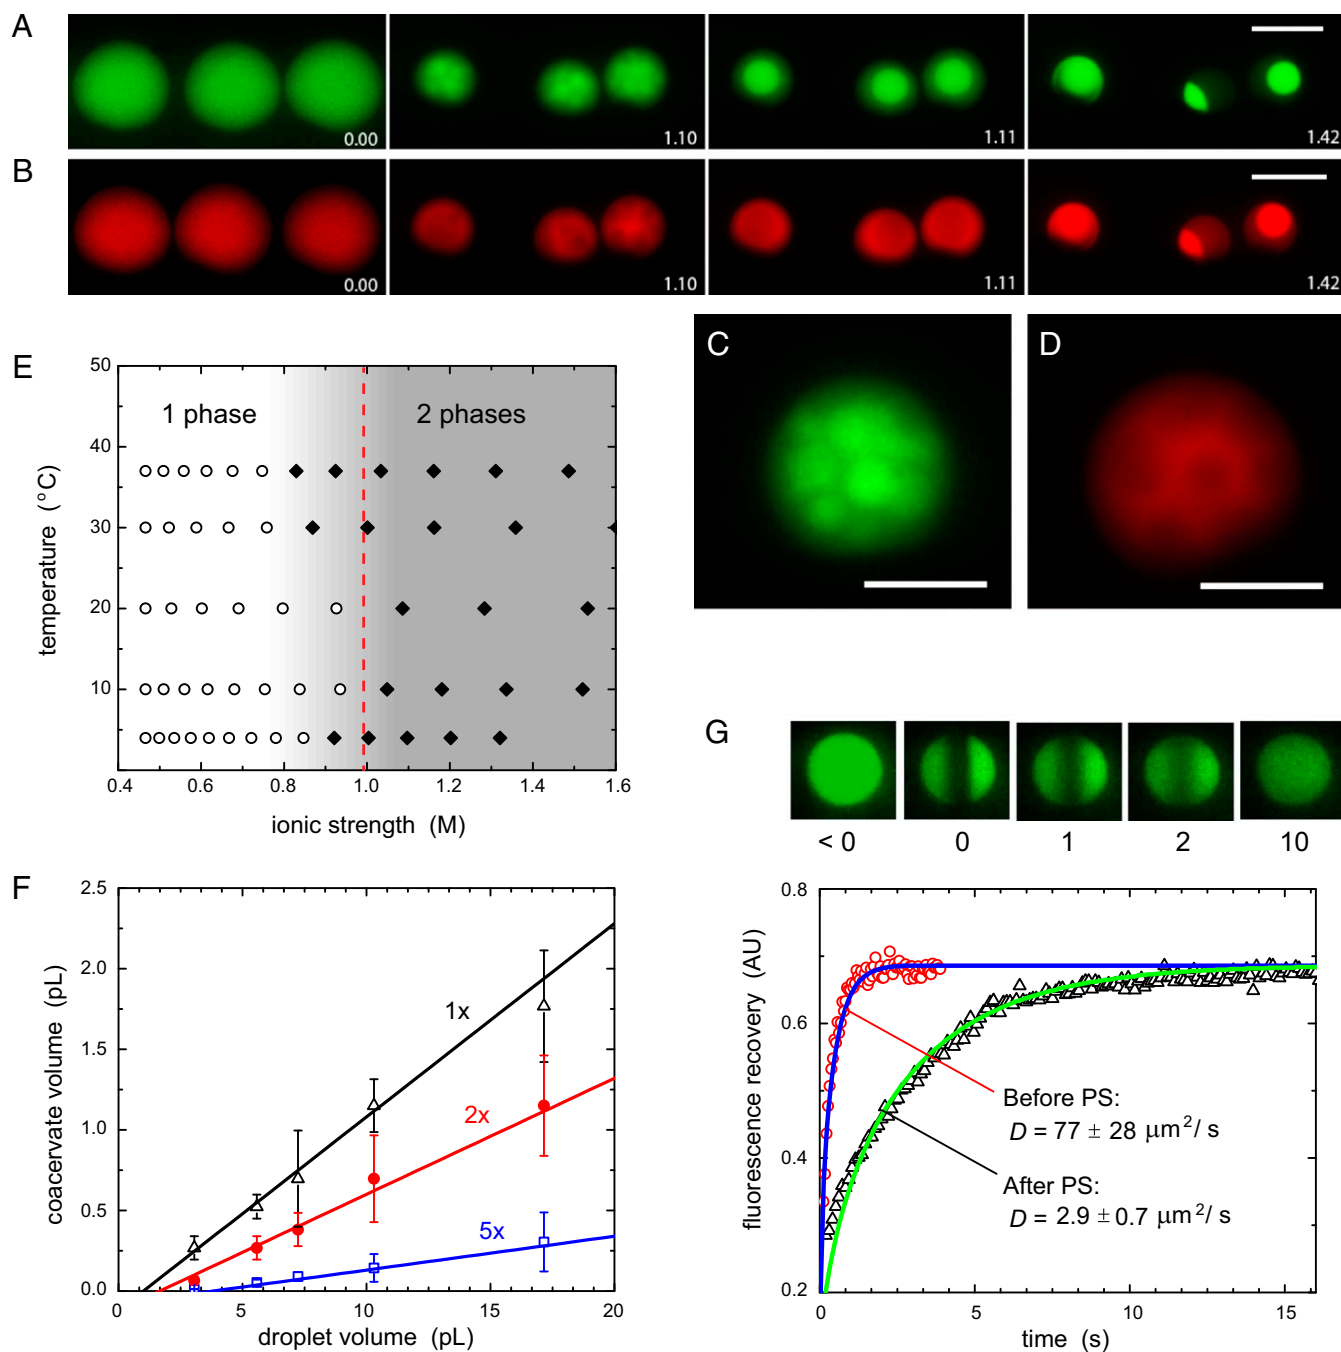 A
0.00
1.10
1.11
1.42
B
0.00
1.10
1.11
1.42
C
D
E
50
40
30
20
10
temperature (°C)
1 phase
2 phases
0.4
0.6
0.8
1.0
1.2
1.4
1.6
ionic strength (M)
G
< 0
0
1
2
10
F
2.5
2.0
1.5
1.0
0.5
0.0
coacervate volume (pL)
1x
2x
5x
0
5
10
15
20
droplet volume (pL)
0.8
0.6
0.4
0.2
fluorescence recovery (AU)
Before PS:
D = 77 ± 28 μm²/ s
After PS:
D = 2.9 ± 0.7 μm²/ s
0
5
10
15
time (s)